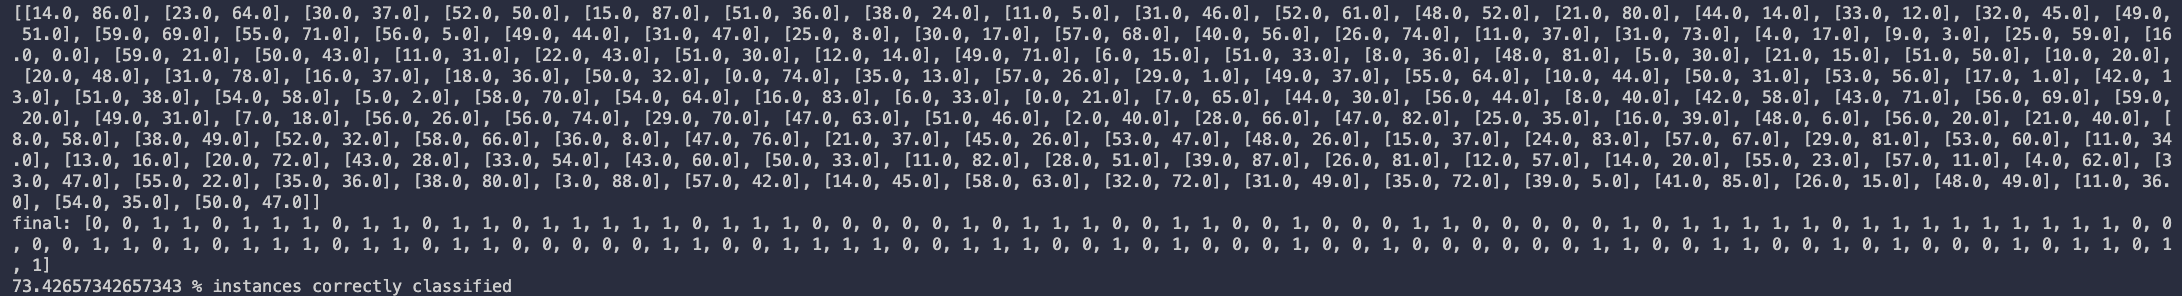 [[14.0, 86.0], [23.0, 64.0], [30.0, 37.0], [52.0, 50.0], [15.0, 87.0], [51.0, 36.0], [38.0, 24.0], [11.0, 5.0], [31.0, 46.0], [52.0, 61.0], [48.0, 52.0], [21.0, 80.0], [44.0, 14.0], [33.0, 12.0], [32.0, 45.0], [49.0,
 51.0], [59.0, 69.0], [55.0, 71.0], [56.0, 5.0], [49.0, 44.0], [31.0, 47.0], [25.0, 8.0], [30.0, 17.0], [57.0, 68.0], [40.0, 56.0], [26.0, 74.0], [11.0, 37.0], [31.0, 73.0], [4.0, 17.0], [9.0, 3.0], [25.0, 59.0], [16
.0, 0.0], [59.0, 21.0], [50.0, 43.0], [11.0, 31.0], [22.0, 43.0], [51.0, 30.0], [12.0, 14.0], [49.0, 71.0], [6.0, 15.0], [51.0, 33.0], [8.0, 36.0], [48.0, 81.0], [5.0, 30.0], [21.0, 15.0], [51.0, 50.0], [10.0, 20.0],
 [20.0, 48.0], [31.0, 78.0], [16.0, 37.0], [18.0, 36.0], [50.0, 32.0], [0.0, 74.0], [35.0, 13.0], [57.0, 26.0], [29.0, 1.0], [49.0, 37.0], [55.0, 64.0], [10.0, 44.0], [50.0, 31.0], [53.0, 56.0], [17.0, 1.0], [42.0, 1
3.0], [51.0, 38.0], [54.0, 58.0], [5.0, 2.0], [58.0, 70.0], [54.0, 64.0], [16.0, 83.0], [6.0, 33.0], [0.0, 21.0], [7.0, 65.0], [44.0, 30.0], [56.0, 44.0], [8.0, 40.0], [42.0, 58.0], [43.0, 71.0], [56.0, 69.0], [59.0,
 20.0], [49.0, 31.0], [7.0, 18.0], [56.0, 26.0], [56.0, 74.0], [29.0, 70.0], [47.0, 63.0], [51.0, 46.0], [2.0, 40.0], [28.0, 66.0], [47.0, 82.0], [25.0, 35.0], [16.0, 39.0], [48.0, 6.0], [56.0, 20.0], [21.0, 40.0], [
8.0, 58.0], [38.0, 49.0], [52.0, 32.0], [58.0, 66.0], [36.0, 8.0], [47.0, 76.0], [21.0, 37.0], [45.0, 26.0], [53.0, 47.0], [48.0, 26.0], [15.0, 37.0], [24.0, 83.0], [57.0, 67.0], [29.0, 81.0], [53.0, 60.0], [11.0, 34
.0], [13.0, 16.0], [20.0, 72.0], [43.0, 28.0], [33.0, 54.0], [43.0, 60.0], [50.0, 33.0], [11.0, 82.0], [28.0, 51.0], [39.0, 87.0], [26.0, 81.0], [12.0, 57.0], [14.0, 20.0], [55.0, 23.0], [57.0, 11.0], [4.0, 62.0], [3
3.0, 47.0], [55.0, 22.0], [35.0, 36.0], [38.0, 80.0], [3.0, 88.0], [57.0, 42.0], [14.0, 45.0], [58.0, 63.0], [32.0, 72.0], [31.0, 49.0], [35.0, 72.0], [39.0, 5.0], [41.0, 85.0], [26.0, 15.0], [48.0, 49.0], [11.0, 36.
0], [54.0, 35.0], [50.0, 47.0]]
final: [0, 0, 1, 1, 0, 1, 1, 1, 0, 1, 1, 0, 1, 1, 0, 1, 1, 1, 1, 1, 0, 1, 1, 0, 0, 0, 0, 0, 1, 0, 1, 1, 1, 0, 0, 1, 1, 0, 0, 1, 0, 0, 0, 1, 1, 0, 0, 0, 0, 0, 1, 0, 1, 1, 1, 1, 1, 0, 1, 1, 1, 1, 1, 1, 1, 1, 1, 0, 0
, 0, 0, 1, 1, 0, 1, 0, 1, 1, 1, 0, 1, 1, 0, 1, 1, 0, 0, 0, 0, 0, 1, 1, 0, 0, 1, 1, 1, 0, 0, 1, 1, 1, 0, 0, 1, 0, 1, 0, 0, 0, 1, 0, 0, 1, 0, 0, 0, 0, 0, 0, 1, 1, 0, 0, 1, 1, 0, 0, 1, 0, 1, 0, 0, 0, 1, 0, 1, 1, 0, 1
, 1]
73.42657342657343 % instances correctly classified